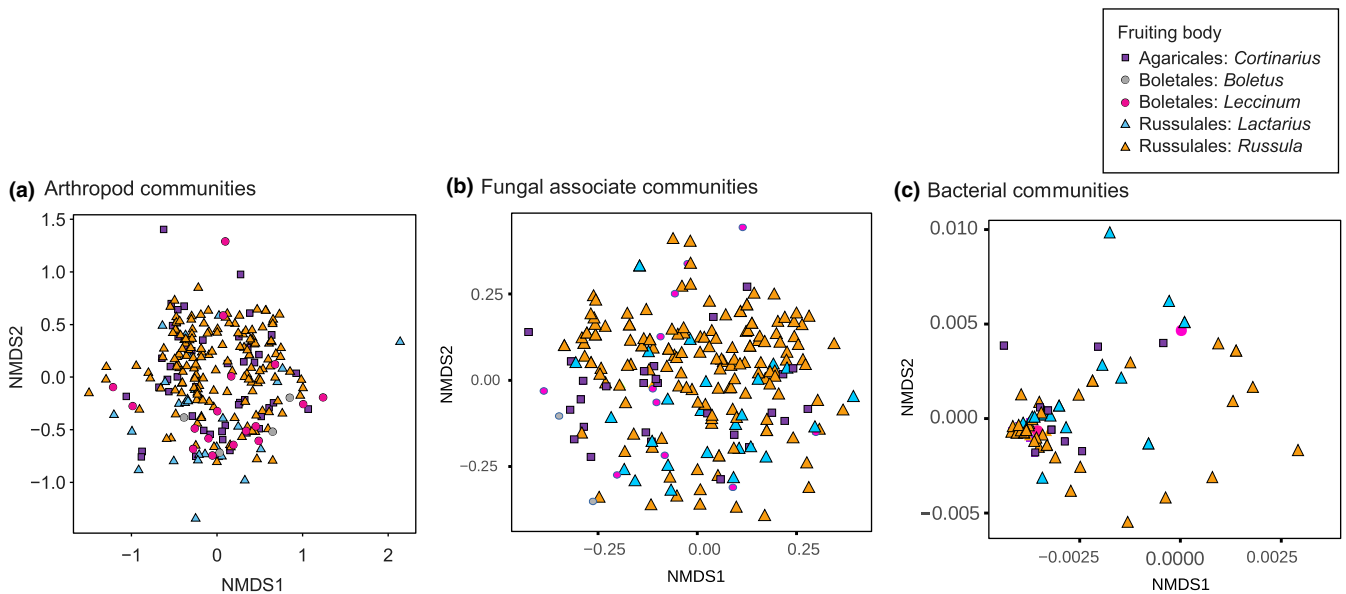 Fruiting body
Agaricales: Cortinarius
Boletales: Boletus
Boletales: Leccinum
Russulales: Lactarius
Russulales: Russula
(a) Arthropod communities
1.5
1.0
0.5
0.0
−0.5
−1.0
NMDS2
−1 0 1 2
NMDS1
(b) Fungal associate communities
0.25
0.00
−0.25
NMDS2
−0.25 0.00 0.25
NMDS1
(c) Bacterial communities
0.010
0.005
0.000
−0.005
NMDS2
−0.0025 0.0000 0.0025
NMDS1